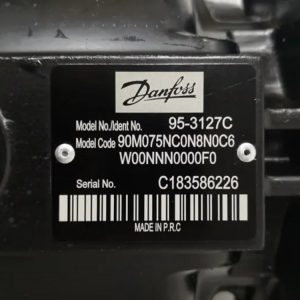 Danfoss
Model No./Ident No. 95-3127C
Model Code 90M075NC0N8N0C6
W00NNN0000F0
Serial No. C183586226
MADE IN P.R.C